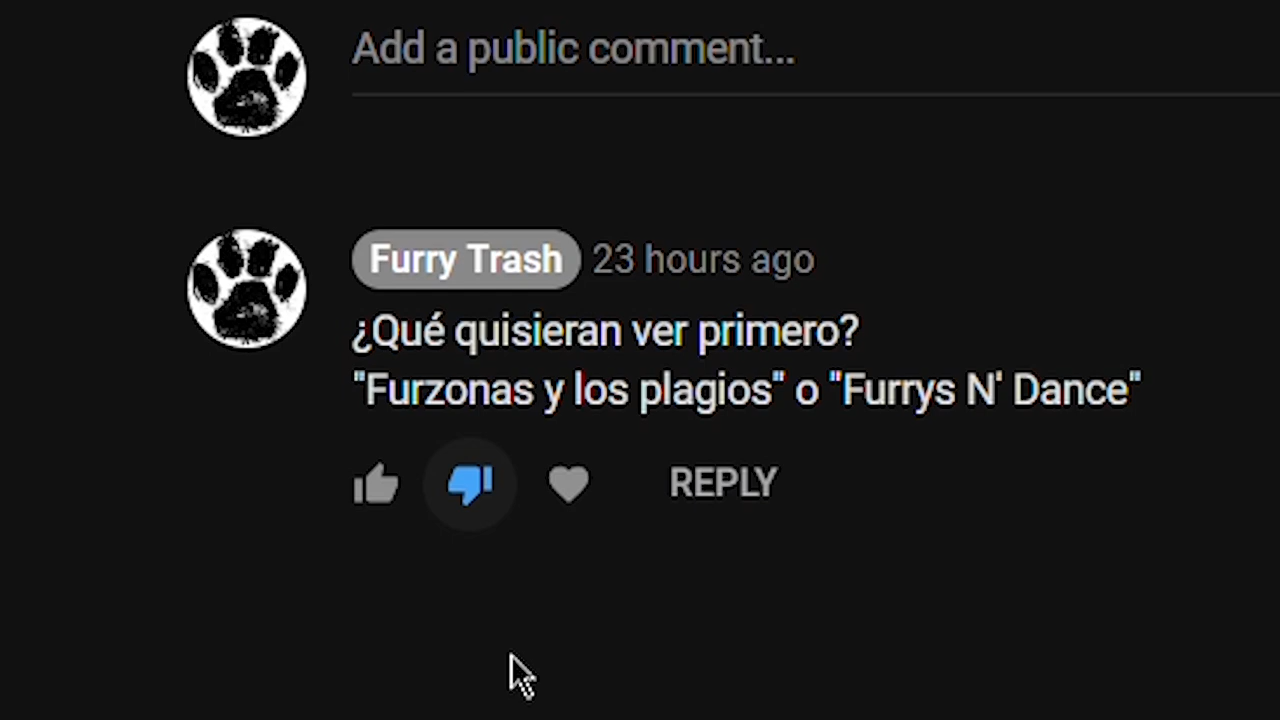 Add a public comment...
Furry Trash 23 hours ago
¿Qué quisieran ver primero?
"Furzonas y los plagios" o "Furrys N' Dance"
REPLY